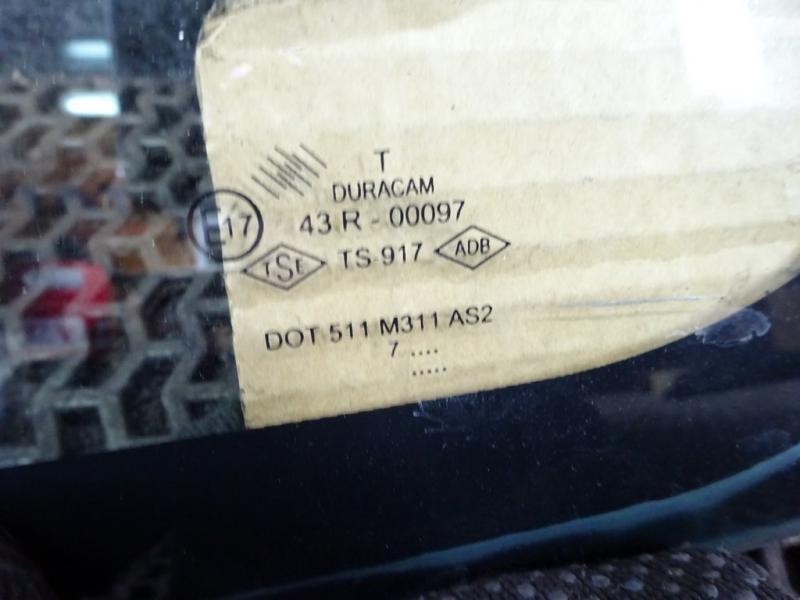 T
DURACAM
E17 43 R - 00097
TSE TS-917 ADB
DOT 511 M311 AS2
7 ....
.....